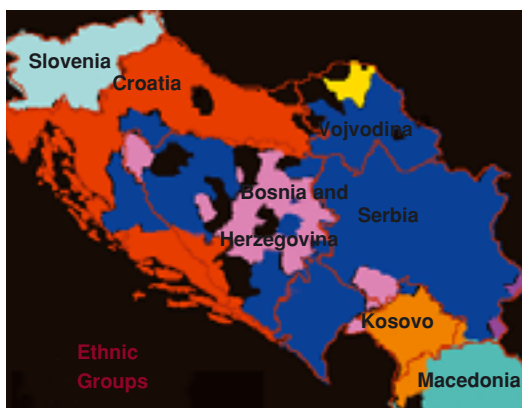 Slovenia
Croatia
Vojvodina
Bosnia and
Herzegovina
Serbia
Kosovo
Ethnic
Groups
Macedonia